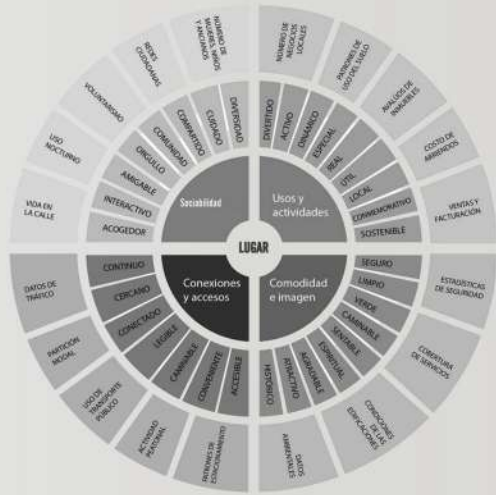 NÚMERO DE
MUJERES, NIÑOS
Y ANCIANOS
REDES
CIUDADANAS
VOLUNTARISMO
USO
NOCTURNO
VIDA EN
LA CALLE
DIVERSIDAD
CUIDADO
COMPARTIDO
COMUNIDAD
ORGULLO
AMIGABLE
INTERACTIVO
ACOGEDOR
Sociabilidad
NÚMERO DE
NEGOCIOS
LOCALES
PATRONES DE
USO DEL SUELO
AVALÚOS DE
INMUEBLES
COSTO DE
ARRIENDOS
VENTAS Y
FACTURACIÓN
DIVERTIDO
ACTIVO
DINÁMICO
ESPECIAL
REAL
UTIL
LOCAL
CONMEMORATIVO
SOSTENIBLE
Usos y
actividades
LUGAR
Conexiones
y accesos
CONTINUO
CERCANO
CONECTADO
LEGIBLE
CAMINABLE
CONVENIENTE
ACCESIBLE
DATOS DE
TRÁFICO
PARTICIÓN
MODAL
USO DE
TRANSPORTE
PÚBLICO
ACTIVIDAD
PEATONAL
PATRONES DE
ESTACIONAMIENTO
Comodidad
e imagen
SEGURO
LIMPIO
VERDE
CAMINABLE
SENTABLE
ESPIRITUAL
AGRADABLE
ATRACTIVO
HISTÓRICO
ESTADÍSTICAS
DE SEGURIDAD
COBERTURA
DE SERVICIOS
CONDICIONES
DE LAS
EDIFICACIONES
DATOS
AMBIENTALES